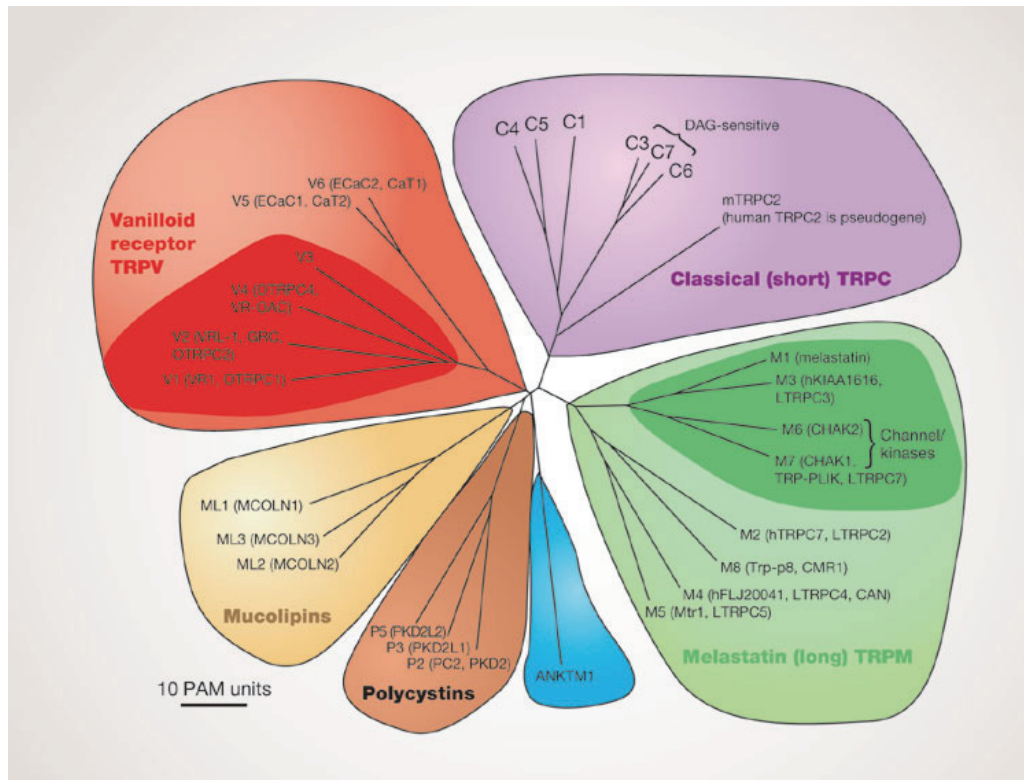 C4 C5 C1
C3
C7
C6
DAG-sensitive
mTRPC2
(human TRPC2 is pseudogene)
Classical (short) TRPC
V6 (ECaC2, CaT1)
V5 (ECaC1, CaT2)
Vanilloid
receptor
TRPV
V3
V4 (OTRPC4,
VR-OAC)
V2 (VRL-1, GRC,
OTRPC2)
V1 (VR1, OTRPC1)
M1 (melastatin)
M3 (hKIAA1616,
LTRPC3)
M6 (CHAK2)
M7 (CHAK1,
TRP-PLIK, LTRPC7)
Channel/
kinases
M2 (hTRPC7, LTRPC2)
M8 (Trp-p8, CMR1)
M4 (hFLJ20041, LTRPC4, CAN)
M5 (Mtr1, LTRPC5)
Melastatin (long) TRPM
ML1 (MCOLN1)
ML3 (MCOLN3)
ML2 (MCOLN2)
Mucolipins
P5 (PKD2L2)
P3 (PKD2L1)
P2 (PC2, PKD2)
Polycystins
ANKTM1
10 PAM units